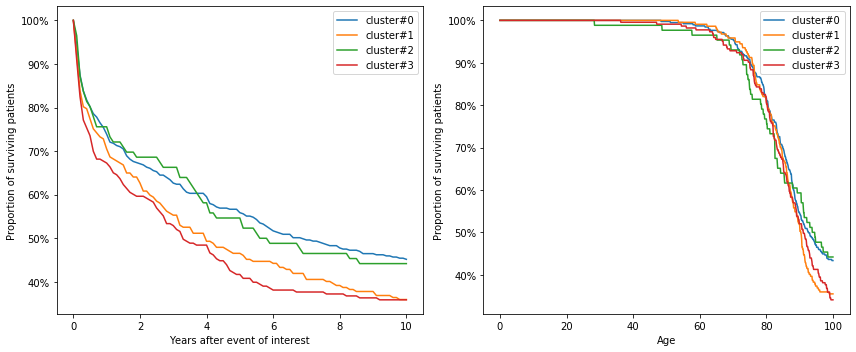 Proportion of surviving patients
100%
90%
80%
70%
60%
50%
40%
0
2
4
6
8
10
Years after event of interest
cluster#0
cluster#1
cluster#2
cluster#3
Proportion of surviving patients
100%
90%
80%
70%
60%
50%
40%
0
20
40
60
80
100
Age
cluster#0
cluster#1
cluster#2
cluster#3